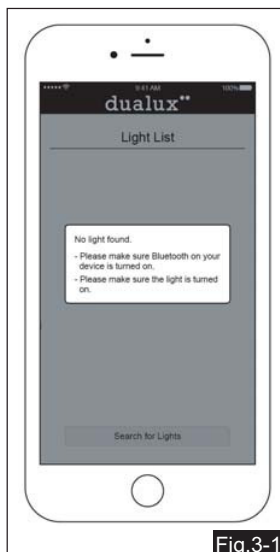 9:41 AM
100%
dualux
Light List
No light found.
- Please make sure Bluetooth on your
device is turned on.
- Please make sure the light is turned
on.
Search for Lights
Fig.3-1